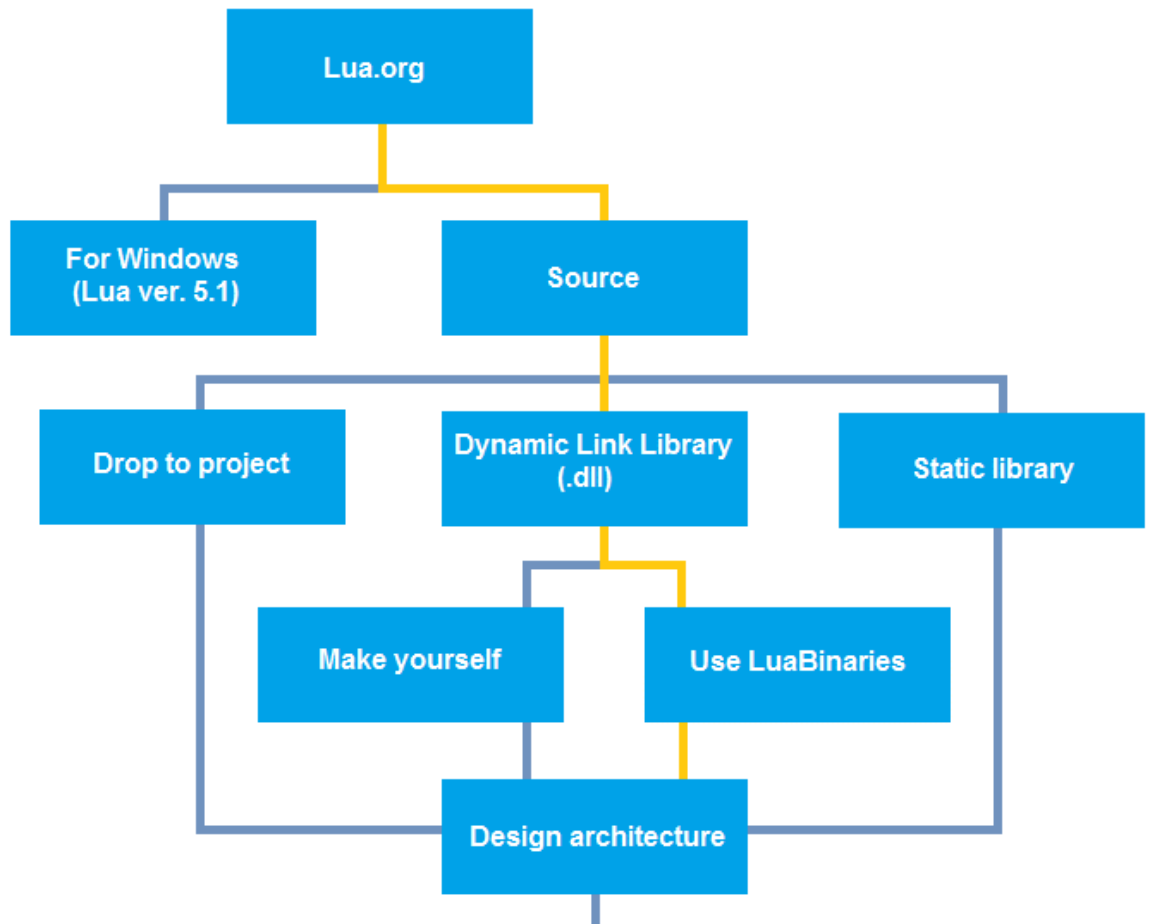 Lua.org
For Windows
(Lua ver. 5.1)
Source
Drop to project
Dynamic Link Library
(.dll)
Static library
Make yourself
Use LuaBinaries
Design architecture